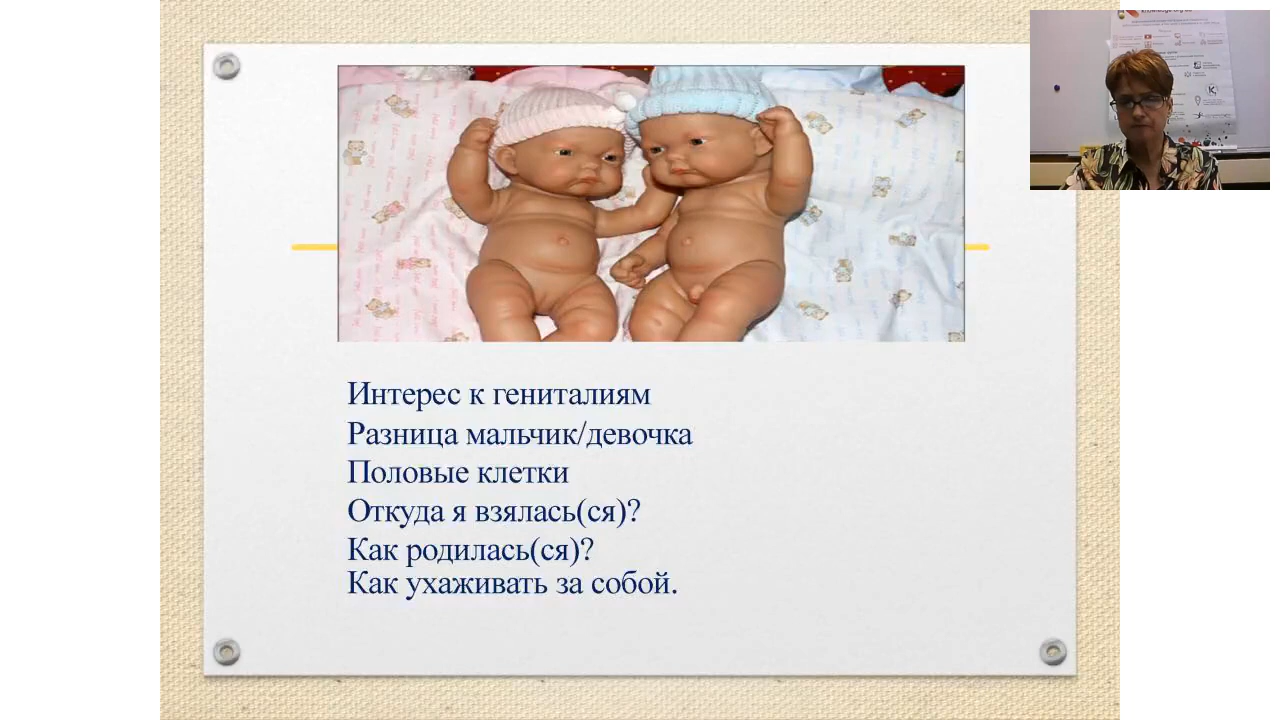 Интерес к гениталиям
Разница мальчик/девочка
Половые клетки
Откуда я взялась(ся)?
Как родилась(ся)?
Как ухаживать за собой.